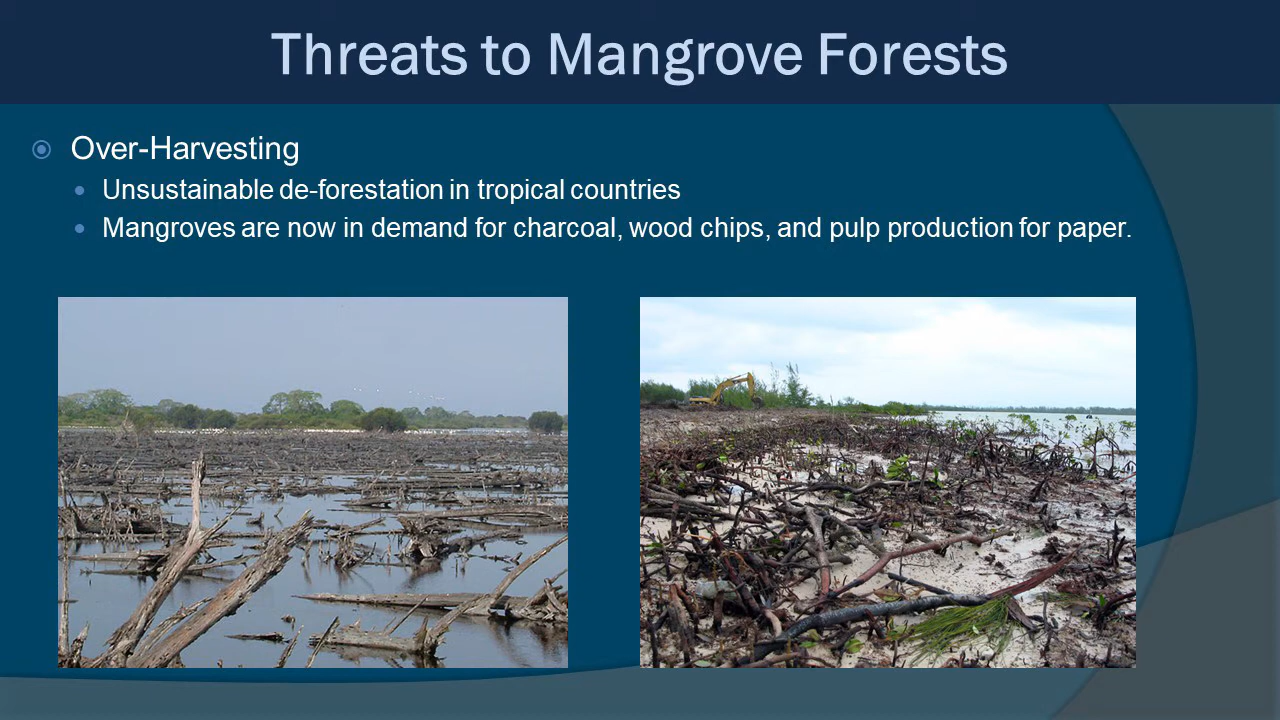 Threats to Mangrove Forests
Over-Harvesting
Unsustainable de-forestation in tropical countries
Mangroves are now in demand for charcoal, wood chips, and pulp production for paper.